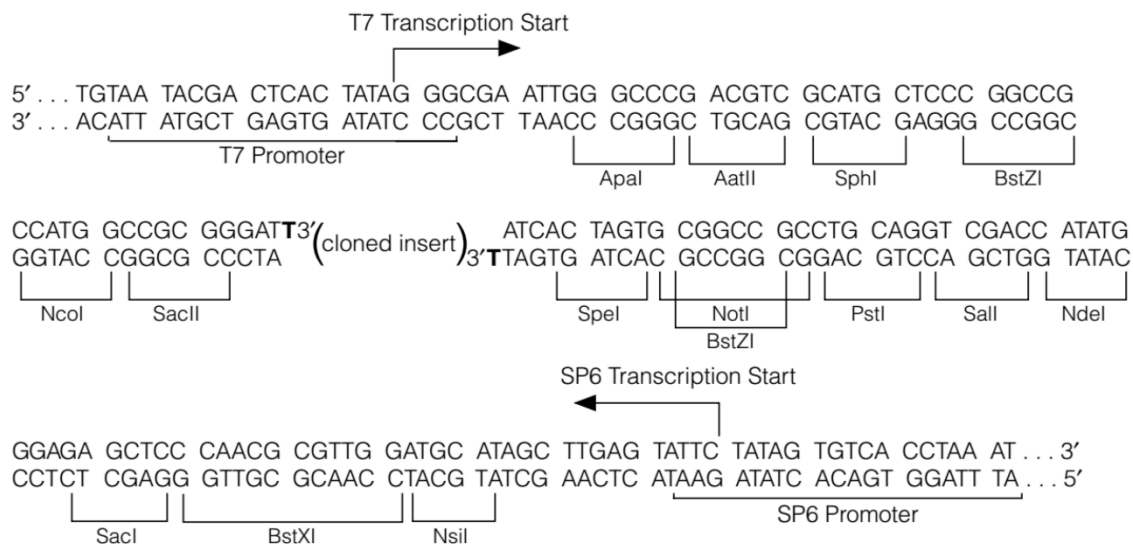 T7 Transcription Start
5′ . . . TGTAA TACGA CTCAC TATAG GGCGA ATTGG GCCCG ACGTC GCATG CTCCC GGCCG
3′ . . . ACATT ATGCT GAGTG ATATC CCGCT TAACC CGGGC TGCAG CGTAC GAGGG CCGGC
T7 Promoter
ApaI AatII SphI BstZI
CCATG GCCGC GGGATT3′ (cloned insert) ATCAC TAGTG CGGCC GCCTG CAGGT CGACC ATATG
GGTAC CGGCG CCCTA 3′TTAGTG ATCAC GCCGG CGGAC GTCCA GCTGG TATAC
NcoI SacII SpeI NotI PstI SalI NdeI
BstZI
SP6 Transcription Start
GGAGA GCTCC CAACG CGTTG GATGC ATAGC TTGAG TATTC TATAG TGTCA CCTAA AT . . . 3′
CCTCT CGAGG GTTGC GCAAC CTACG TATCG AACTC ATAAG ATATC ACAGT GGATT TA . . . 5′
SacI BstXI NsiI SP6 Promoter